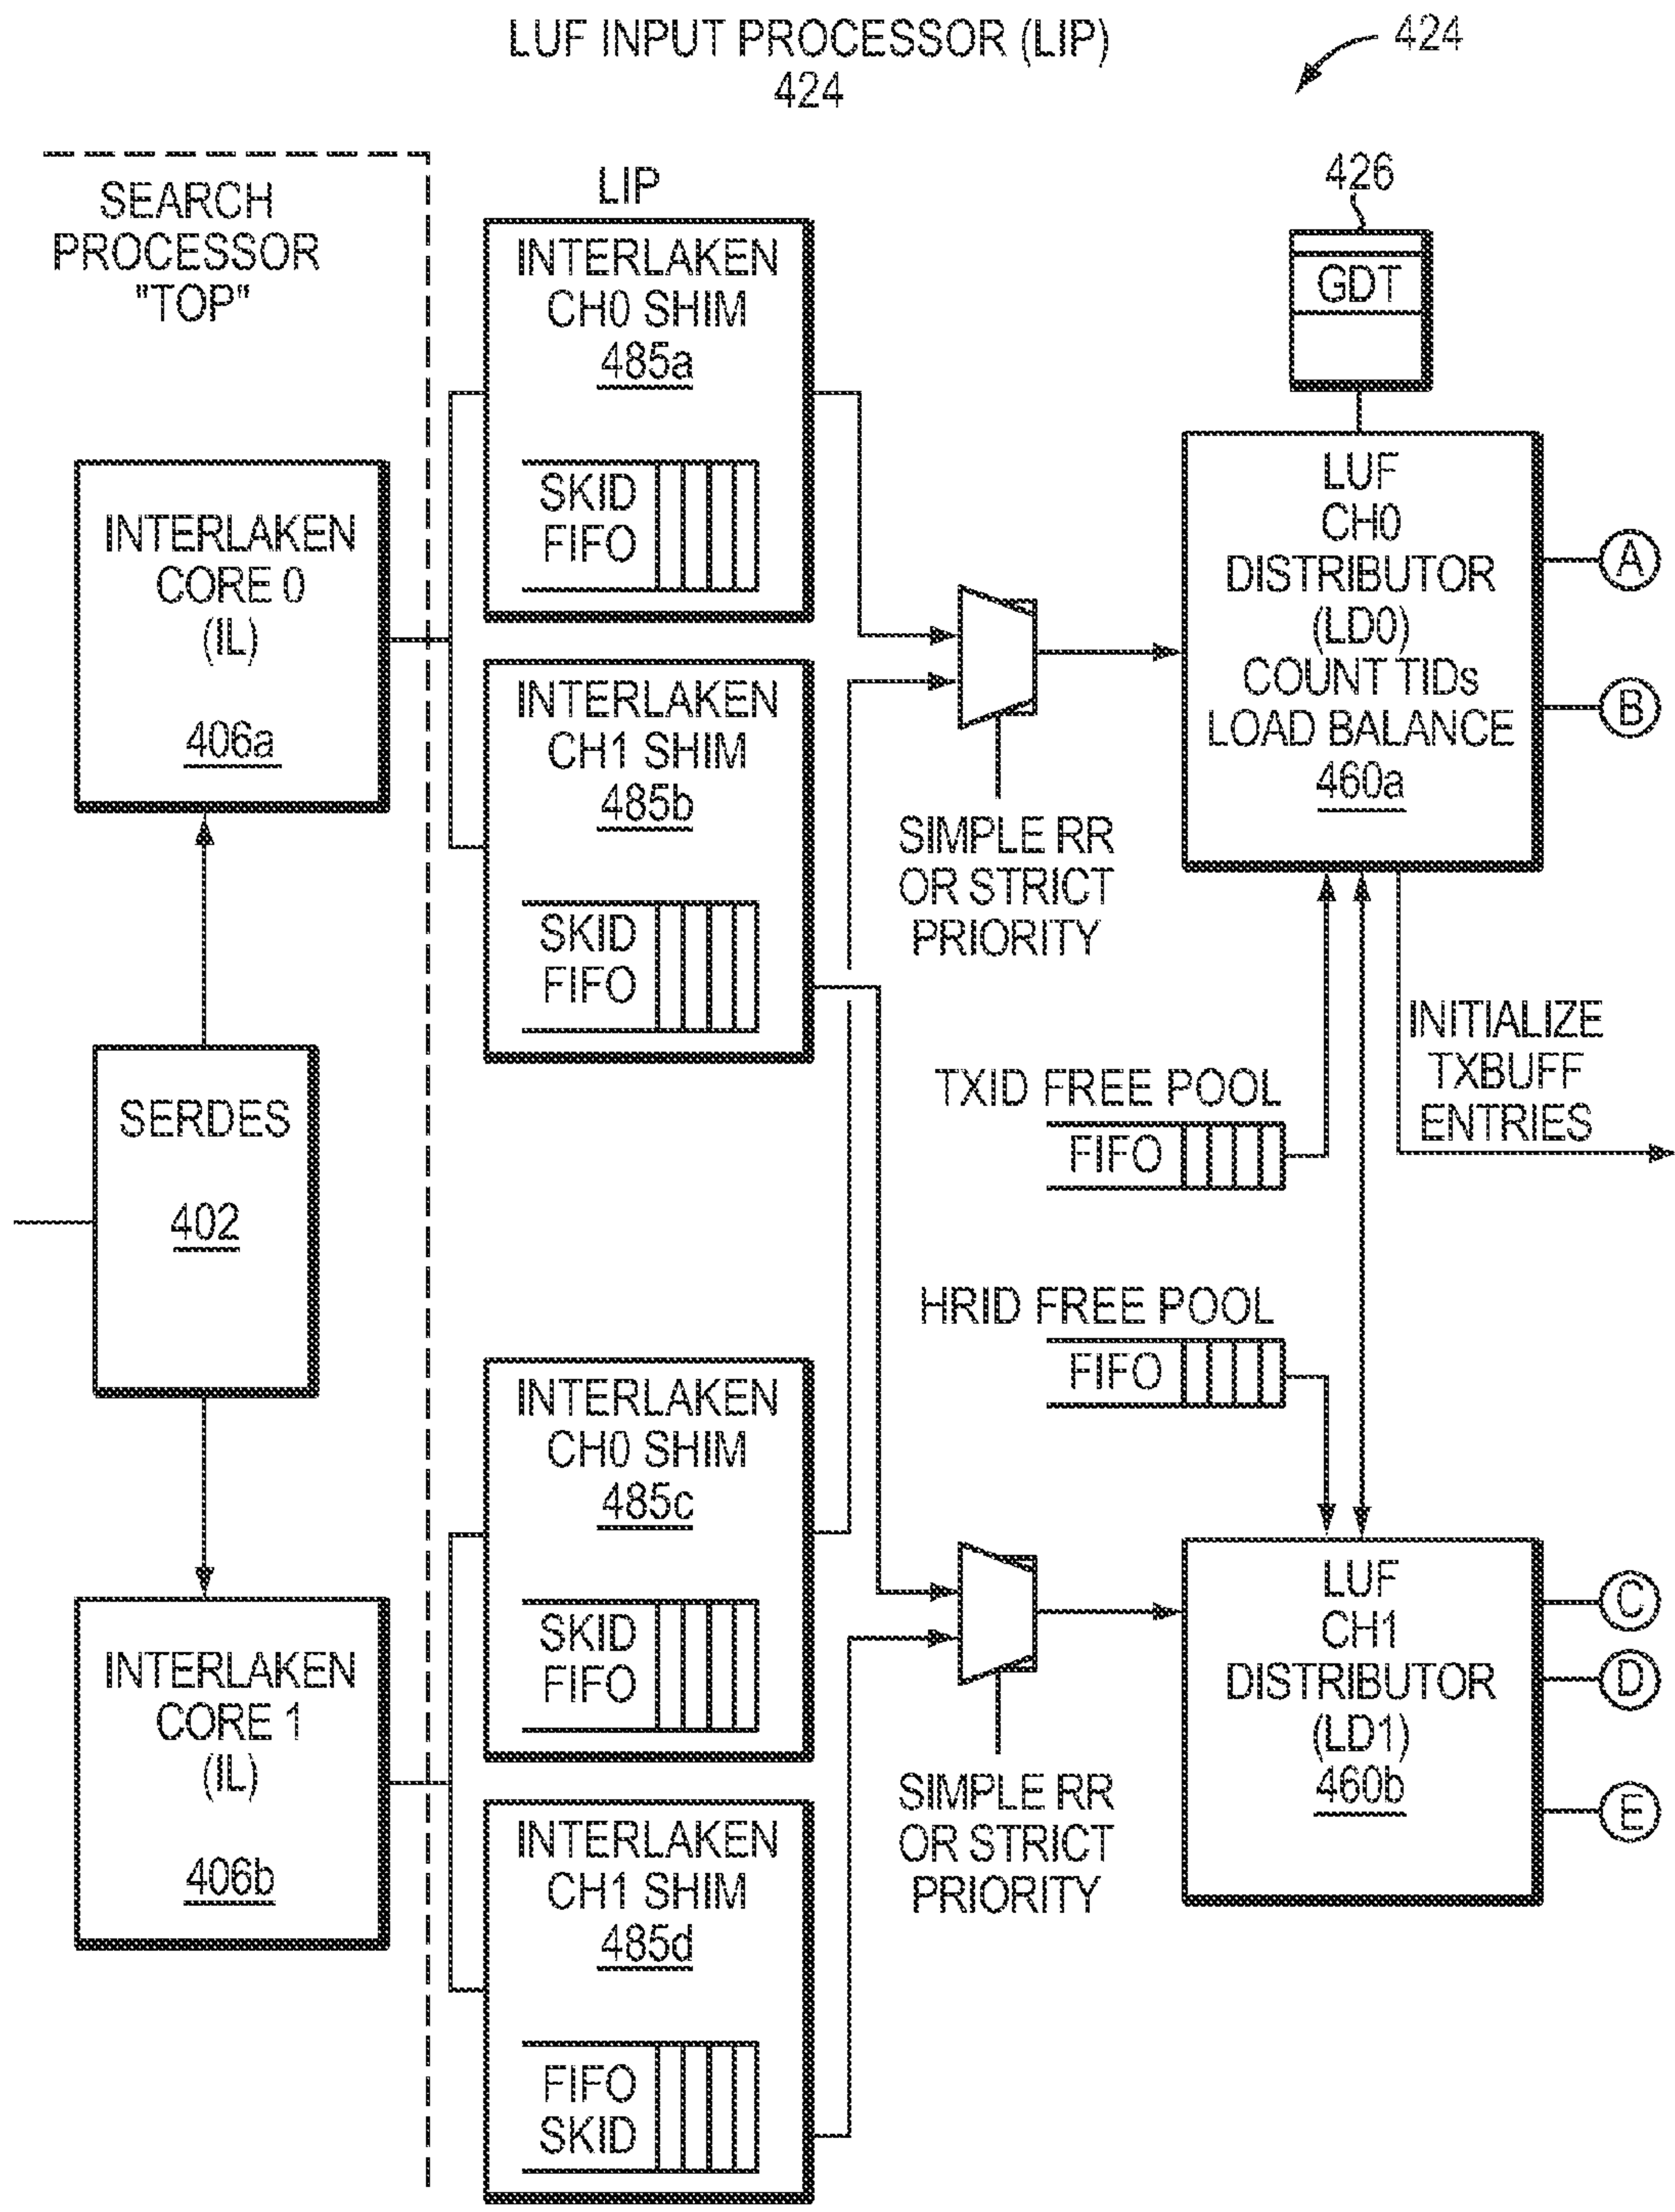 LUF INPUT PROCESSOR (LIP)
424
424
SEARCH
PROCESSOR
"TOP"
LIP
INTERLAKEN
CH0 SHIM
485a
SKID
FIFO
426
GDT
INTERLAKEN
CORE 0
(IL)
406a
INTERLAKEN
CH1 SHIM
485b
SKID
FIFO
SIMPLE RR
OR STRICT
PRIORITY
LUF
CH0
DISTRIBUTOR
(LD0)
COUNT TIDs
LOAD BALANCE
460a
A
B
SERDES
402
TXID FREE POOL
FIFO
INITIALIZE
TXBUFF
ENTRIES
HRID FREE POOL
FIFO
INTERLAKEN
CH0 SHIM
485c
SKID
FIFO
INTERLAKEN
CORE 1
(IL)
406b
INTERLAKEN
CH1 SHIM
485d
FIFO
SKID
SIMPLE RR
OR STRICT
PRIORITY
LUF
CH1
DISTRIBUTOR
(LD1)
460b
C
D
E